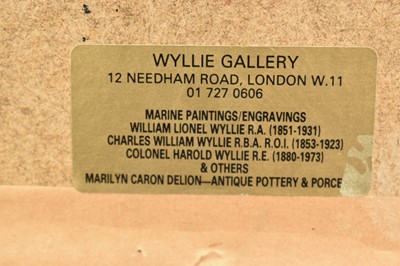 WYLLIE GALLERY
12 NEEDHAM ROAD, LONDON W.11
01 727 0606
MARINE PAINTINGS/ENGRAVINGS
WILLIAM LIONEL WYLLIE R.A. (1851-1931)
CHARLES WILLIAM WYLLIE R.B.A. R.O.I. (1853-1923)
COLONEL HAROLD WYLLIE R.E. (1880-1973)
& OTHERS
MARILYN CARON DELION—ANTIQUE POTTERY & PORCE